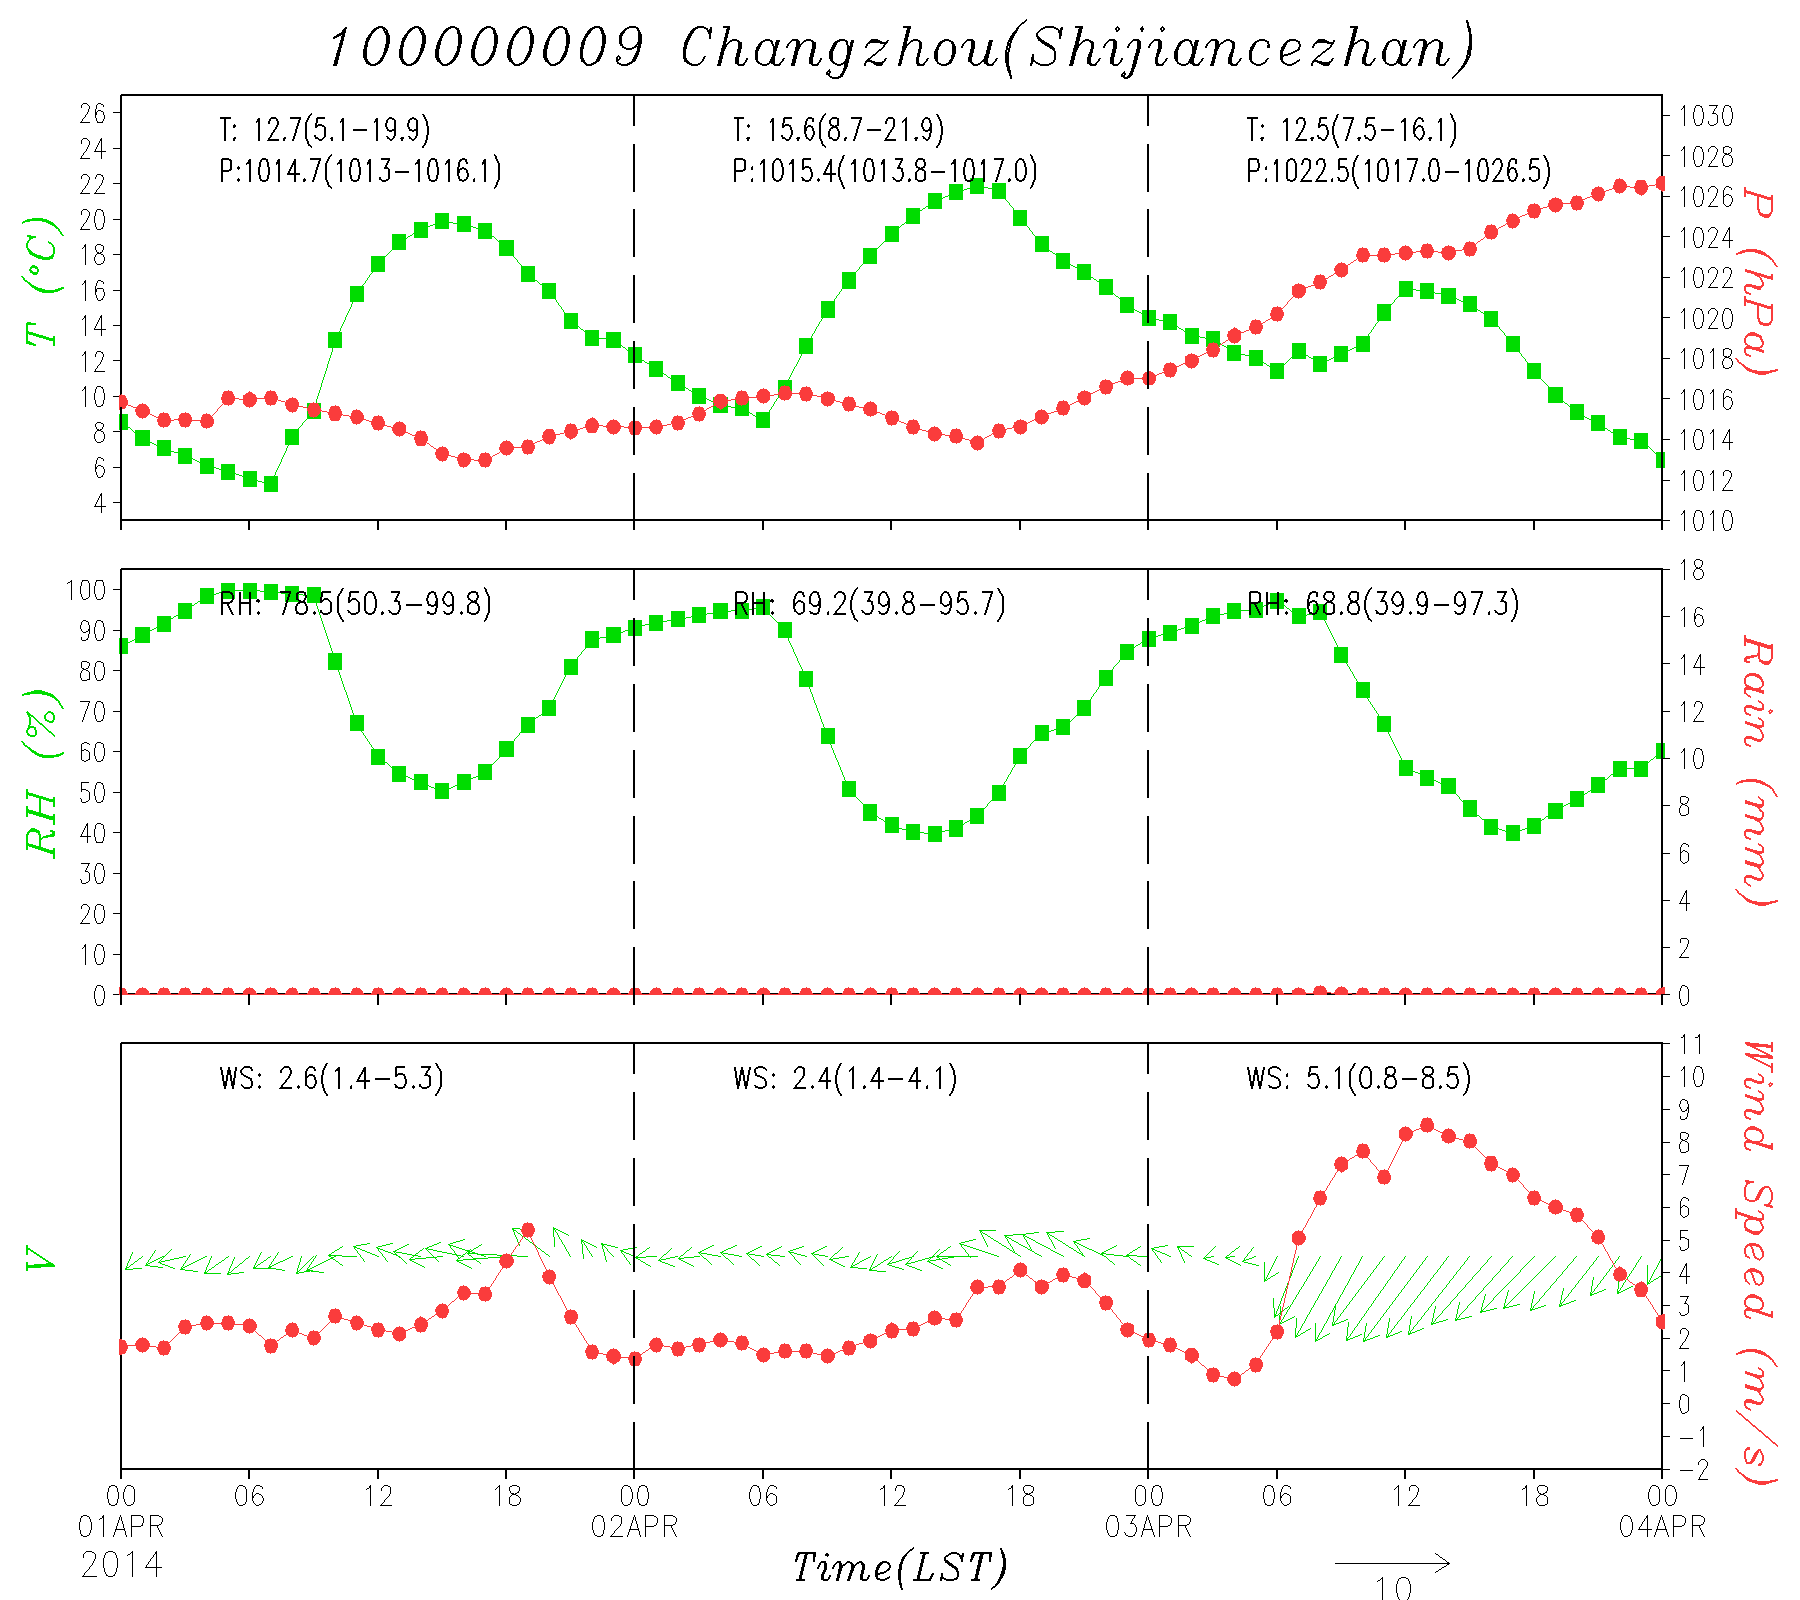 100000009 Changzhou(Shijiancezhan)
26
24
22
20
18
16
14
12
10
8
6
4
T (°C)
T: 12.7(5.1-19.9)
P:1014.7(1013-1016.1)
T: 15.6(8.7-21.9)
P:1015.4(1013.8-1017.0)
T: 12.5(7.5-16.1)
P:1022.5(1017.0-1026.5)
1030
1028
1026
1024
1022
1020
1018
1016
1014
1012
1010
P (hPa)
100
90
80
70
60
50
40
30
20
10
0
RH (%)
RH: 78.5(50.3-99.8)
RH: 69.2(39.8-95.7)
RH: 68.8(39.9-97.3)
18
16
14
12
10
8
6
4
2
0
Rain (mm)
V
WS: 2.6(1.4-5.3)
WS: 2.4(1.4-4.1)
WS: 5.1(0.8-8.5)
11
10
9
8
7
6
5
4
3
2
1
0
-1
-2
Wind Speed (m/s)
00 06 12 18 00 06 12 18 00 06 12 18 00
01APR 02APR 03APR 04APR
2014
Time(LST)
10